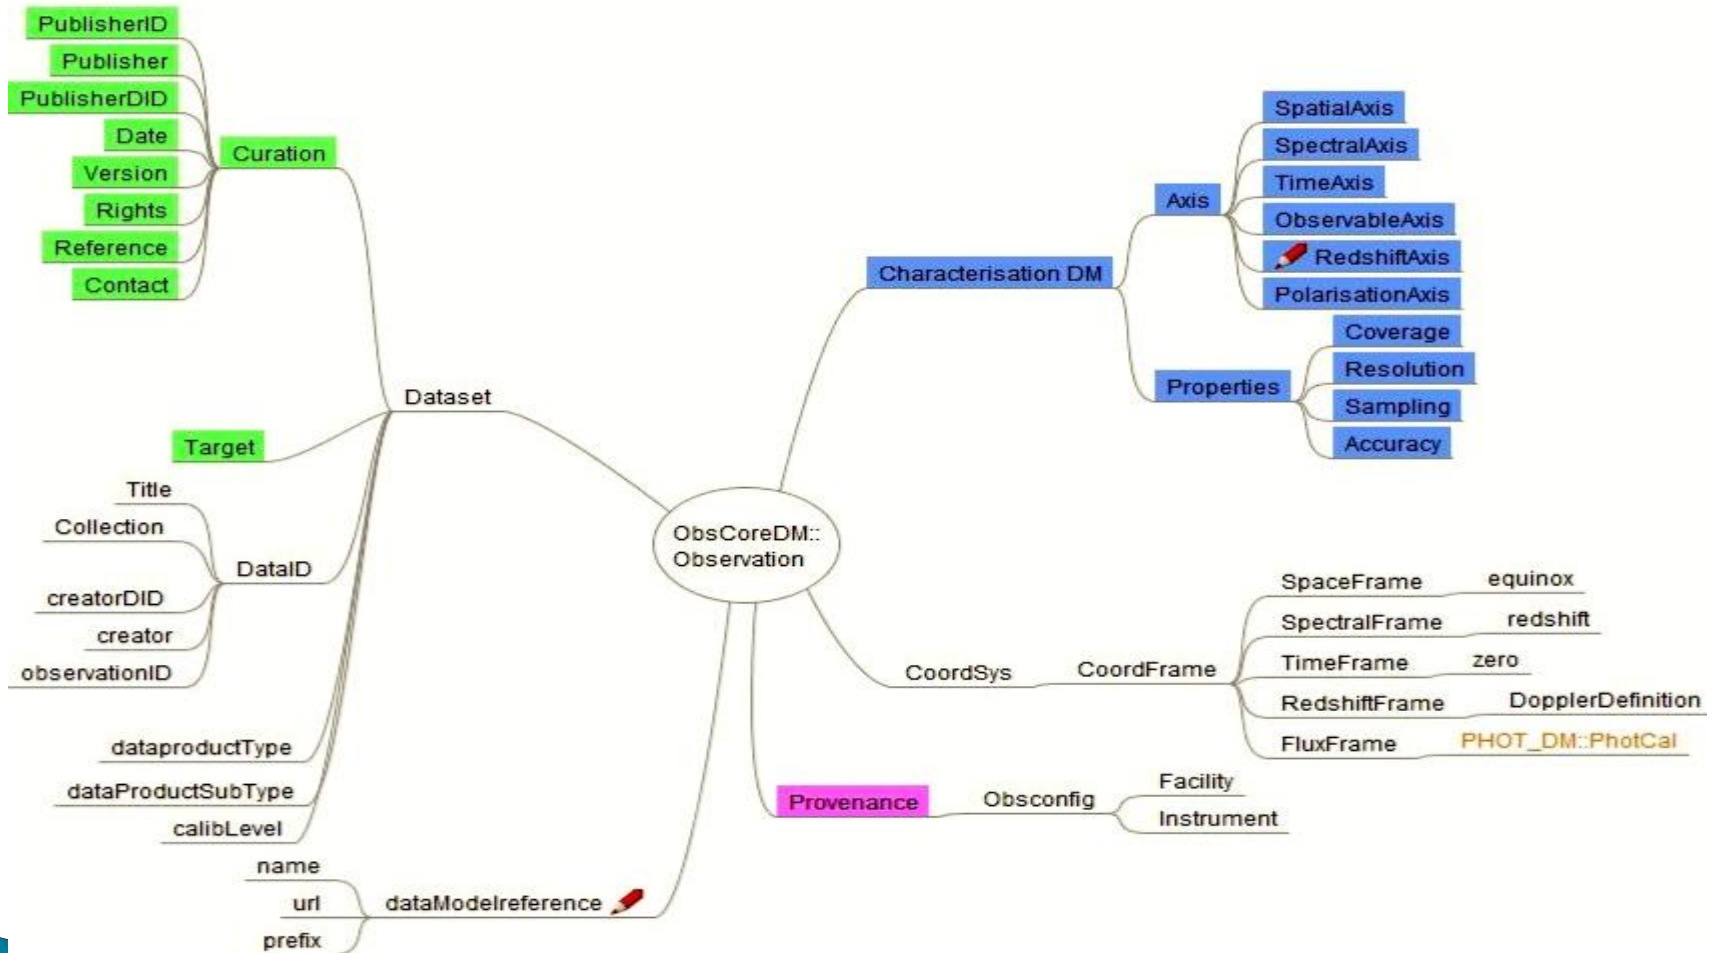 PublisherID
Publisher
PublisherDID
Date
Version
Rights
Reference
Contact
Curation
Dataset
Target
Title
Collection
creatorDID
creator
observationID
DataID
dataproductType
dataProductSubType
calibLevel
name
url
prefix
dataModelreference
ObsCoreDM::
Observation
Characterisation DM
Axis
SpatialAxis
SpectralAxis
TimeAxis
ObservableAxis
RedshiftAxis
PolarisationAxis
Properties
Coverage
Resolution
Sampling
Accuracy
CoordSys
CoordFrame
SpaceFrame
equinox
SpectralFrame
redshift
TimeFrame
zero
RedshiftFrame
DopplerDefinition
FluxFrame
PHOT_DM::PhotCal
Provenance
Obsconfig
Facility
Instrument